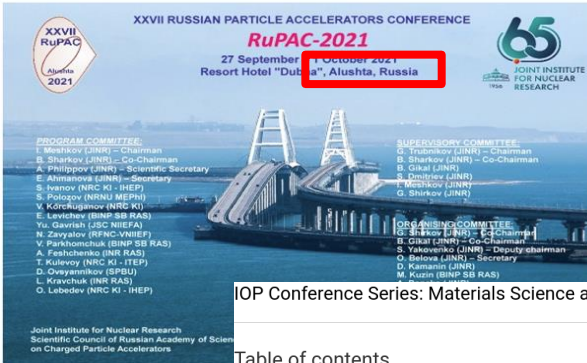 XXVII RUSSIAN PARTICLE ACCELERATORS CONFERENCE
RuPAC-2021
27 September 1 October 2021
Resort Hotel "Dubna", Alushta, Russia
XXVII
RuPAC
Alushta
2021
65
1956
JOINT INSTITUTE
FOR NUCLEAR
RESEARCH
PROGRAM COMMITTEE:
I. Meshkov (JINR) – Chairman
B. Sharkov (JINR) – Co-Chairman
A. Philippov (JINR) – Scientific Secretary
E. Ahmanova (JINR) – Secretary
S. Ivanov (NRC KI - IHEP)
S. Polozov (NRNU MEPhI)
V. Korchuganov (NRC KI)
E. Levichev (BINP SB RAS)
Yu. Gavrish (JSC NIIEFA)
N. Zavyalov (RFNC-VNIIEF)
V. Parkhomchuk (BINP SB RAS)
A. Feshchenko (INR RAS)
T. Kulevoy (NRC KI - ITEP)
D. Ovsyannikov (SPBU)
L. Kravchuk (INR RAS)
O. Lebedev (NRC KI - IHEP)
SUPERVISORY COMMITTEE:
G. Trubnikov (JINR) – Chairman
B. Sharkov (JINR) – Co-Chairman
B. Gikal (JINR)
S. Dmitriev (JINR)
I. Meshkov (JINR)
G. Shirkov (JINR)
ORGANISING COMMITTEE:
G. Shirkov (JINR) – Co-Chairman
B. Gikal (JINR) – Co-Chairman
S. Yakovenko (JINR) – Deputy chairman
O. Belova (JINR) – Secretary
D. Kamanin (JINR)
M. Kuzin (BINP SB RAS)
Joint Institute for Nuclear Research
Scientific Council of Russian Academy of Scien
on Charged Particle Accelerators
IOP Conference Series: Materials Science a
Table of contents